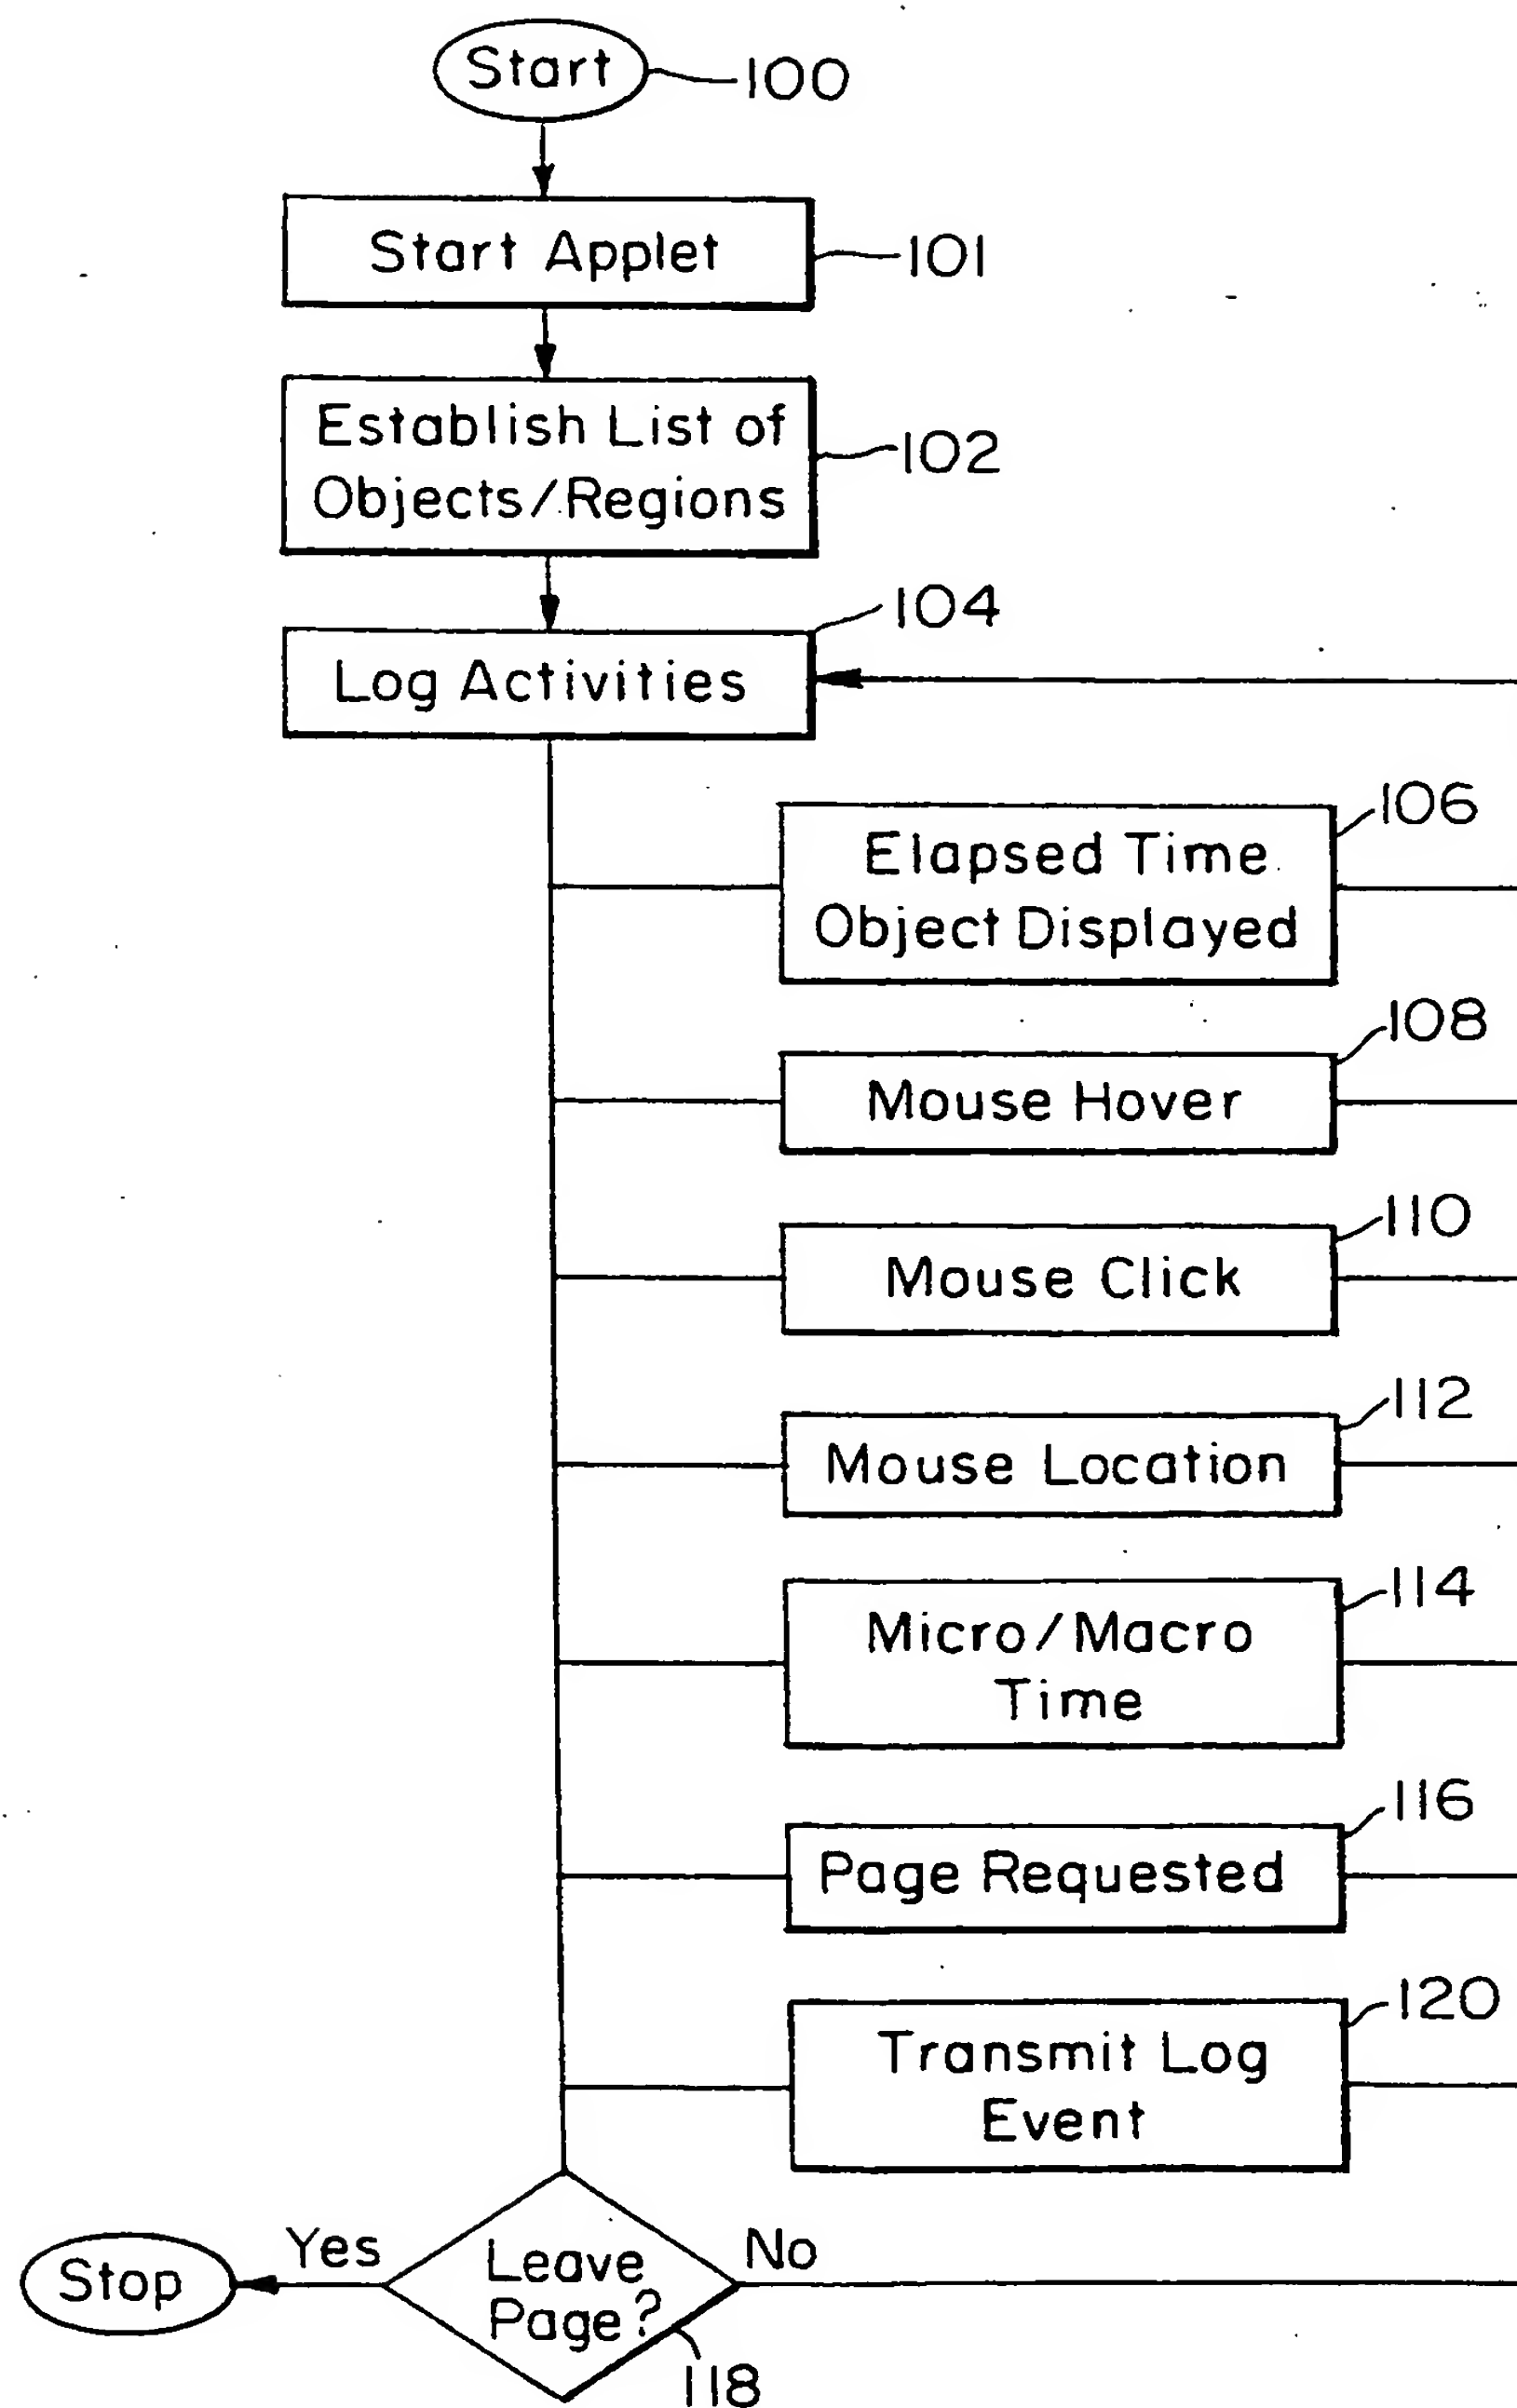 Start
100
Start Applet
101
Establish List of
Objects/Regions
102
104
Log Activities
106
Elapsed Time
Object Displayed
108
Mouse Hover
110
Mouse Click
112
Mouse Location
114
Micro/Macro
Time
116
Page Requested
120
Transmit Log
Event
Stop
Yes
Leave
Page?
No
118